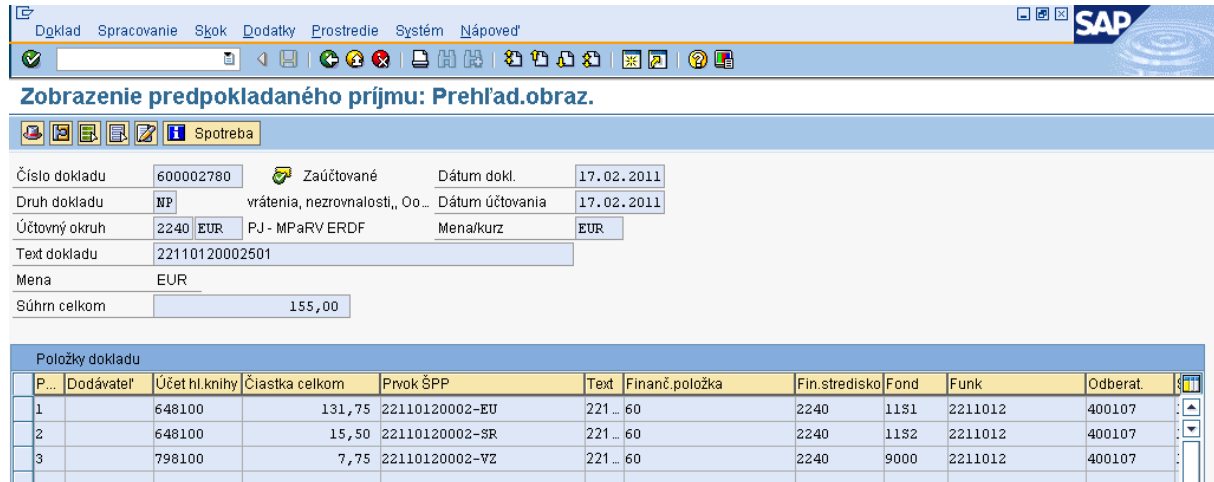 Doklad Spracovanie Skok Dodatky Prostredie Systém Nápoveď
SAP
Zobrazenie predpokladaného príjmu: Prehľad.obraz.
Spotreba
Číslo dokladu 600002780 Zaúčtované Dátum dokl. 17.02.2011
Druh dokladu NP vrátenia, nezrovnalosti,, Oo... Dátum účtovania 17.02.2011
Účtovný okruh 2240 EUR PJ - MPaRV ERDF Mena/kurz EUR
Text dokladu 22110120002501
Mena EUR
Súhrn celkom 155,00
Položky dokladu
P... Dodávateľ Účet hl.knihy Čiastka celkom Prvok ŠPP Text Finanč.položka Fin.stredisko Fond Funk Odberat.
1 648100 131,75 22110120002-EU 221... 60 2240 11S1 2211012 400107
2 648100 15,50 22110120002-SR 221... 60 2240 11S2 2211012 400107
3 798100 7,75 22110120002-VZ 221... 60 2240 9000 2211012 400107